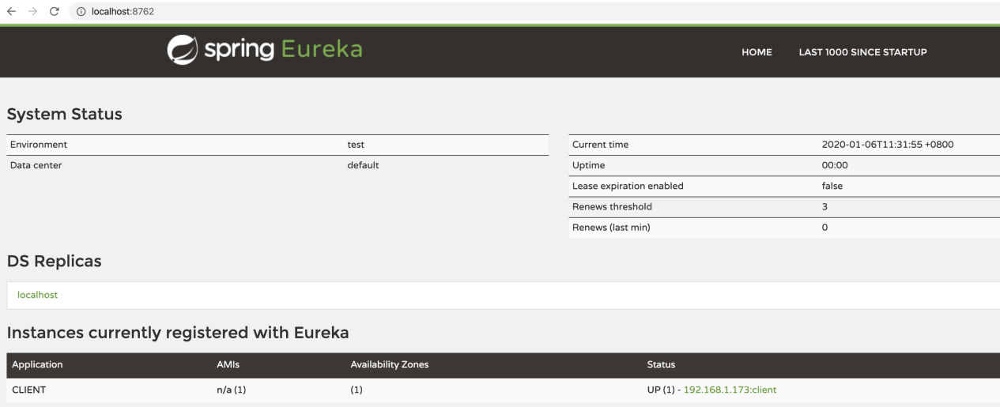 localhost:8762
spring Eureka
HOME LAST 1000 SINCE STARTUP
System Status
Environment test
Data center default
Current time 2020-01-06T11:31:55 +0800
Uptime 00:00
Lease expiration enabled false
Renews threshold 3
Renews (last min) 0
DS Replicas
localhost
Instances currently registered with Eureka
Application AMIs Availability Zones Status
CLIENT n/a (1) (1) UP (1) - 192.168.1.173:client